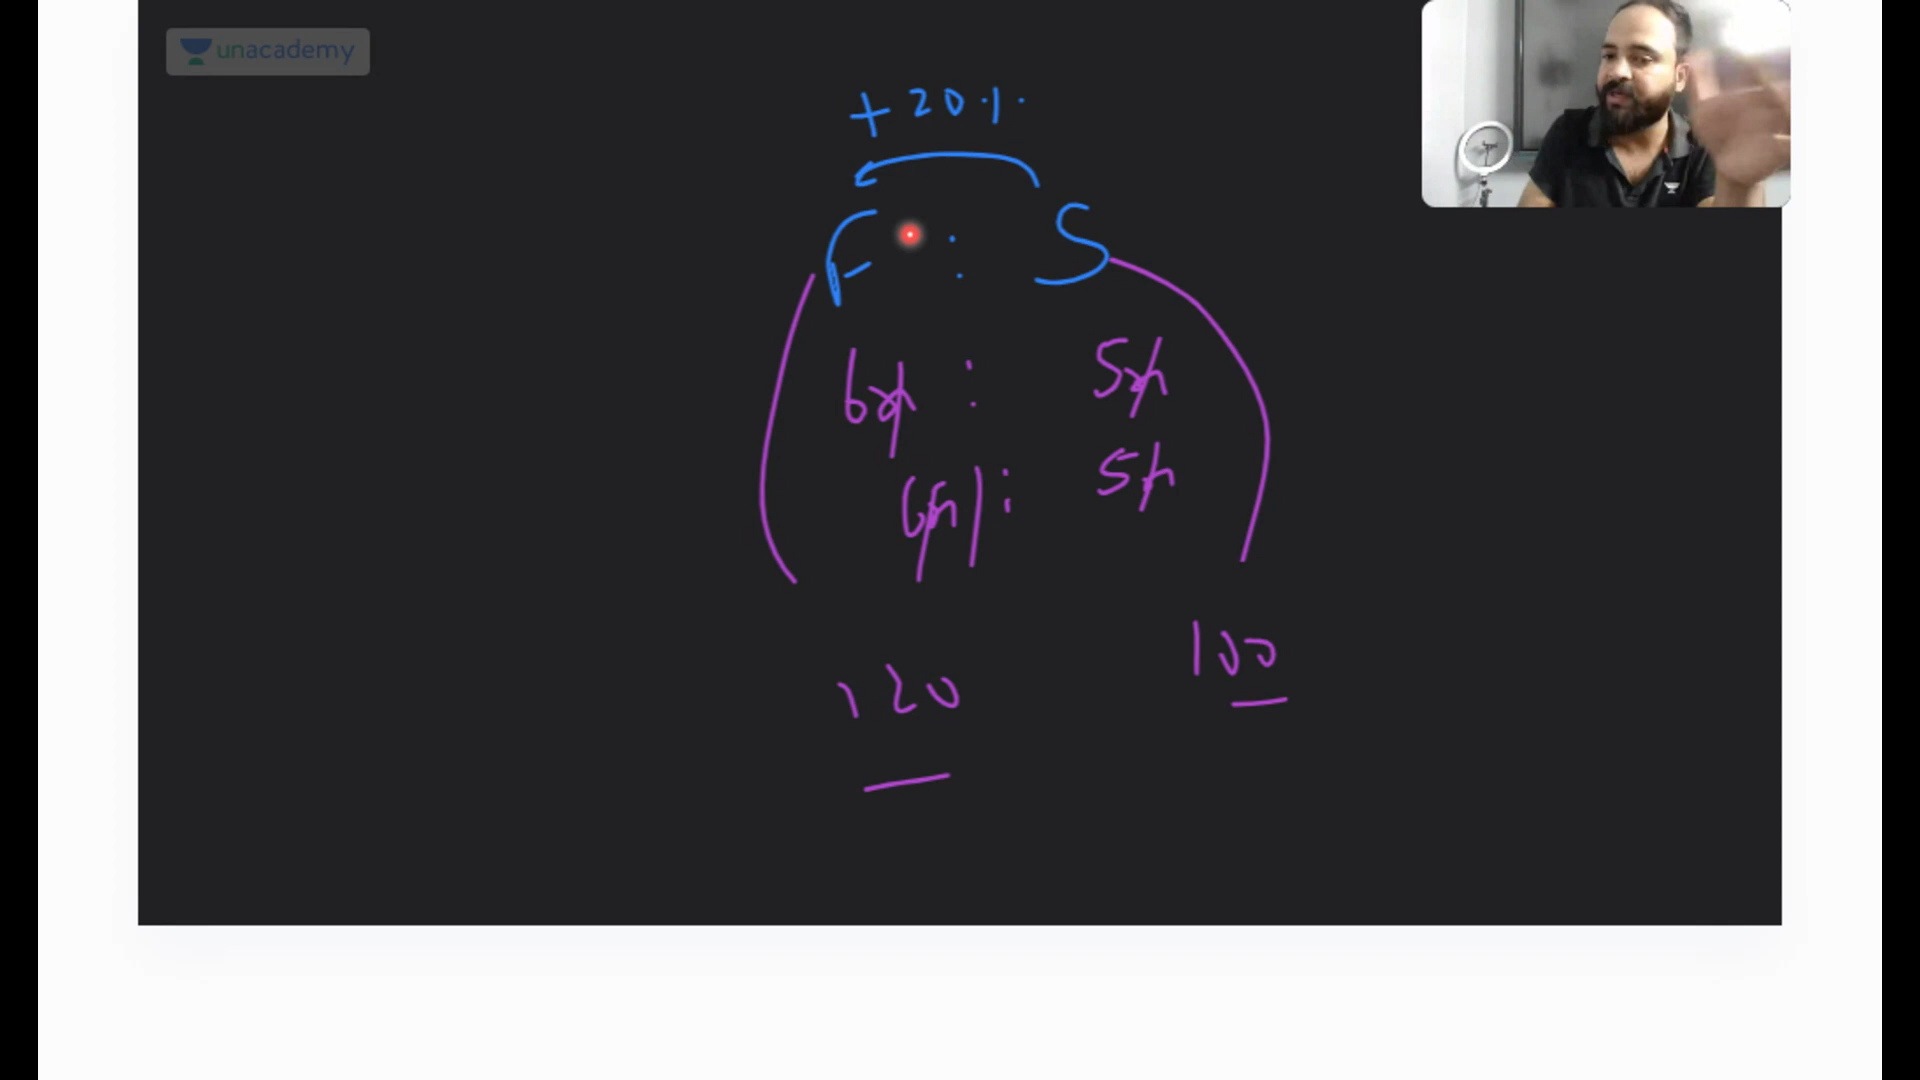 unacademy
+20%
F : S
6x : 5x
6x) : 5x
120 100